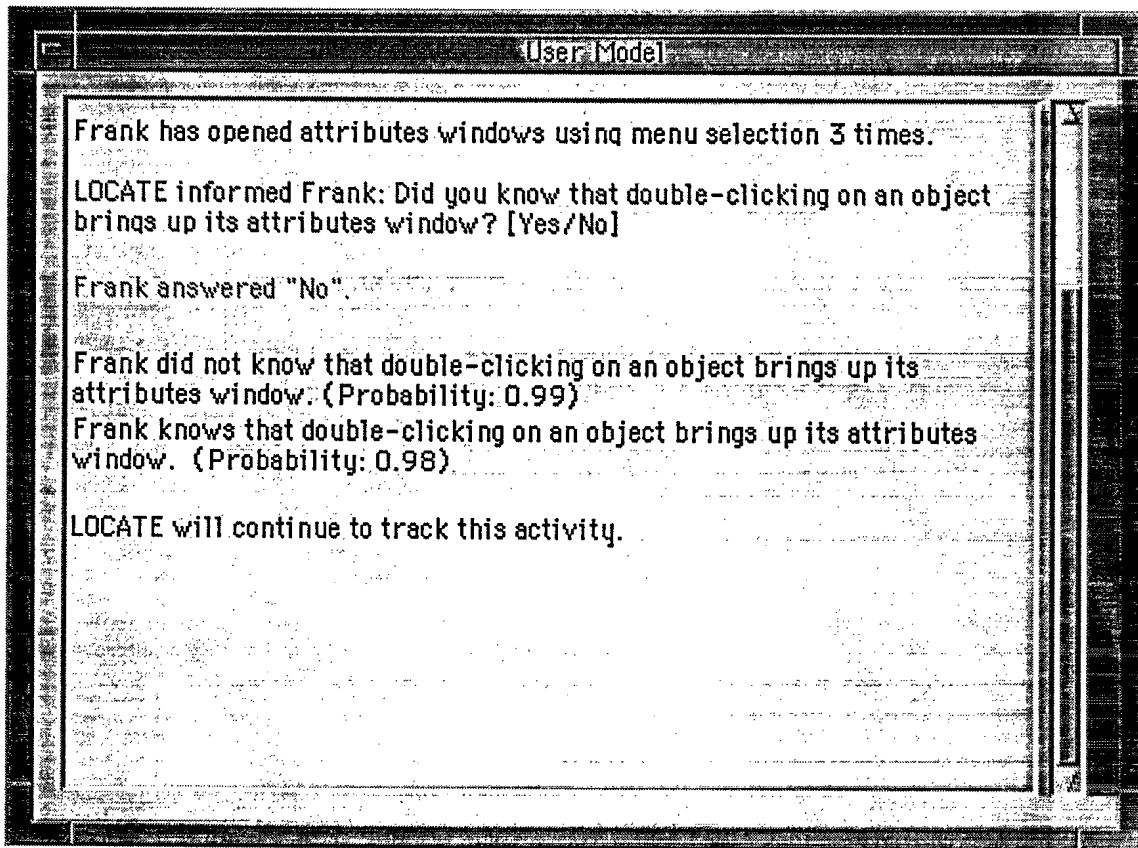 User Model
Frank has opened attributes windows using menu selection 3 times.
LOCATE informed Frank: Did you know that double-clicking on an object
brings up its attributes window? [Yes/No]
Frank answered "No".
Frank did not know that double-clicking on an object brings up its
attributes window. (Probability: 0.99)
Frank knows that double-clicking on an object brings up its attributes
window. (Probability: 0.98)
LOCATE will continue to track this activity.